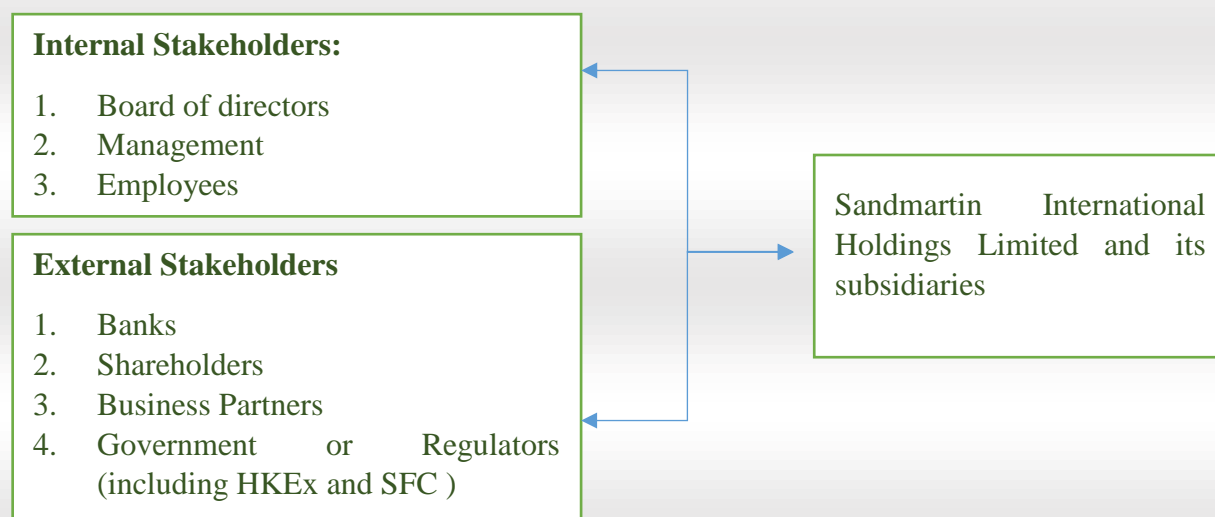 Internal Stakeholders:
1. Board of directors
2. Management
3. Employees
External Stakeholders
1. Banks
2. Shareholders
3. Business Partners
4. Government or Regulators
(including HKEx and SFC )
Sandmartin International
Holdings Limited and its
subsidiaries